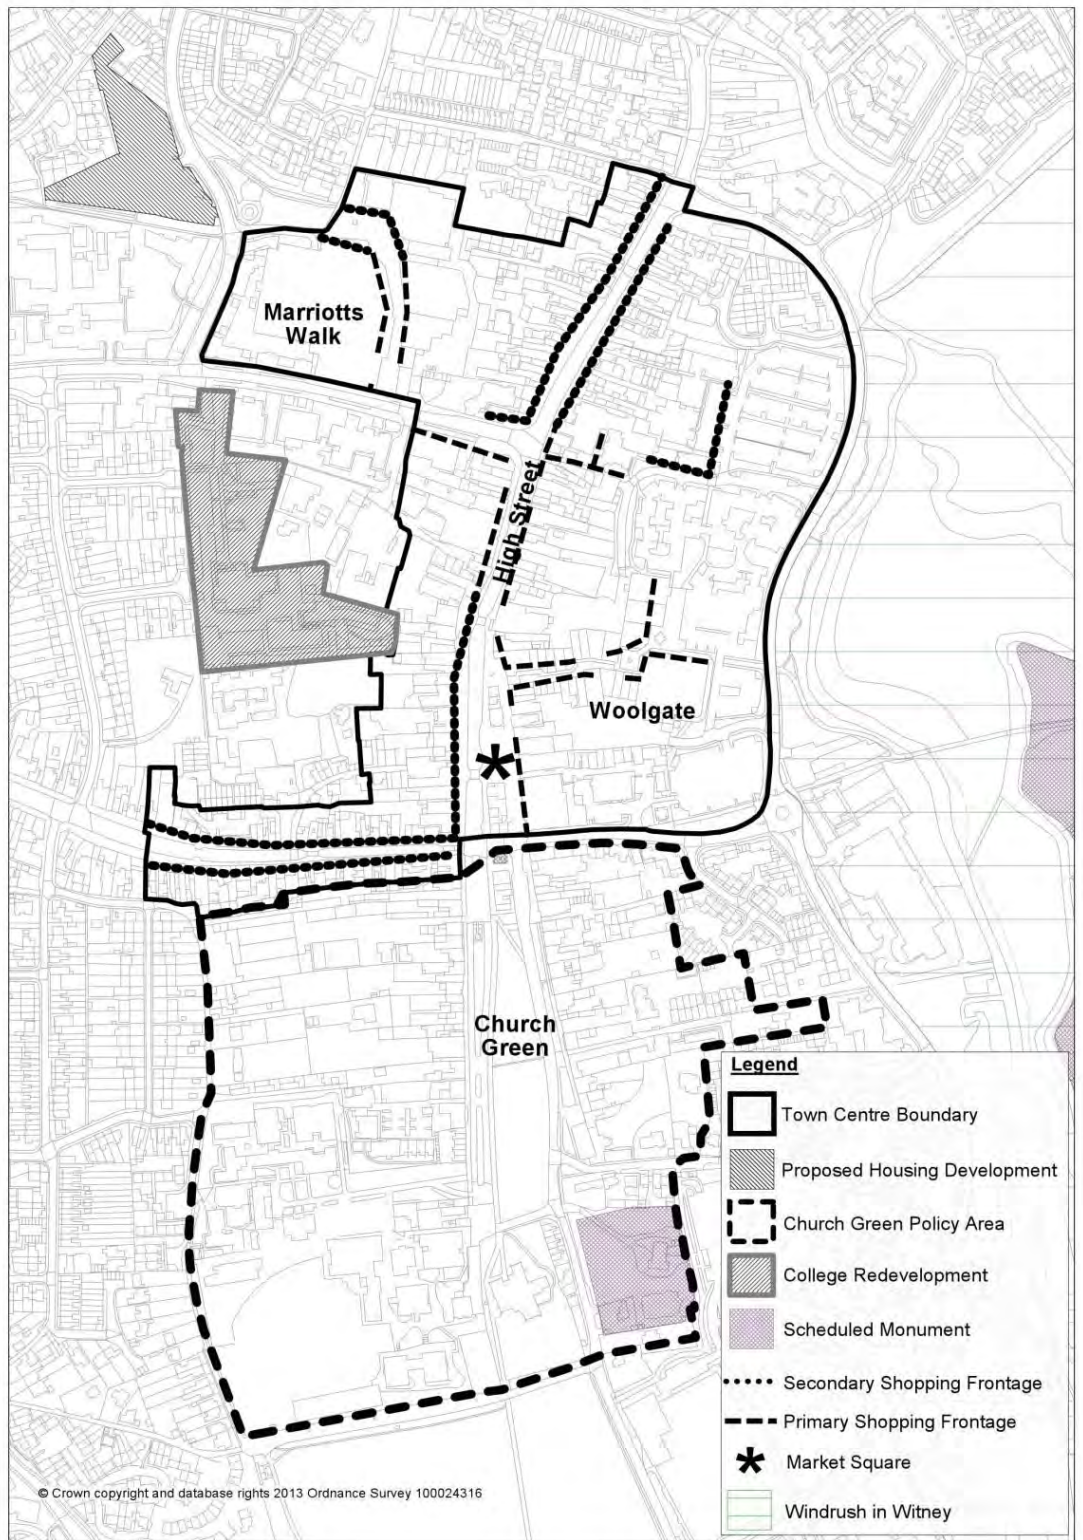 Marriotts
Walk
High Street
Woolgate
Church
Green
Legend
Town Centre Boundary
Proposed Housing Development
Church Green Policy Area
College Redevelopment
Scheduled Monument
Secondary Shopping Frontage
Primary Shopping Frontage
Market Square
Windrush in Witney
© Crown copyright and database rights 2013 Ordnance Survey 100024316